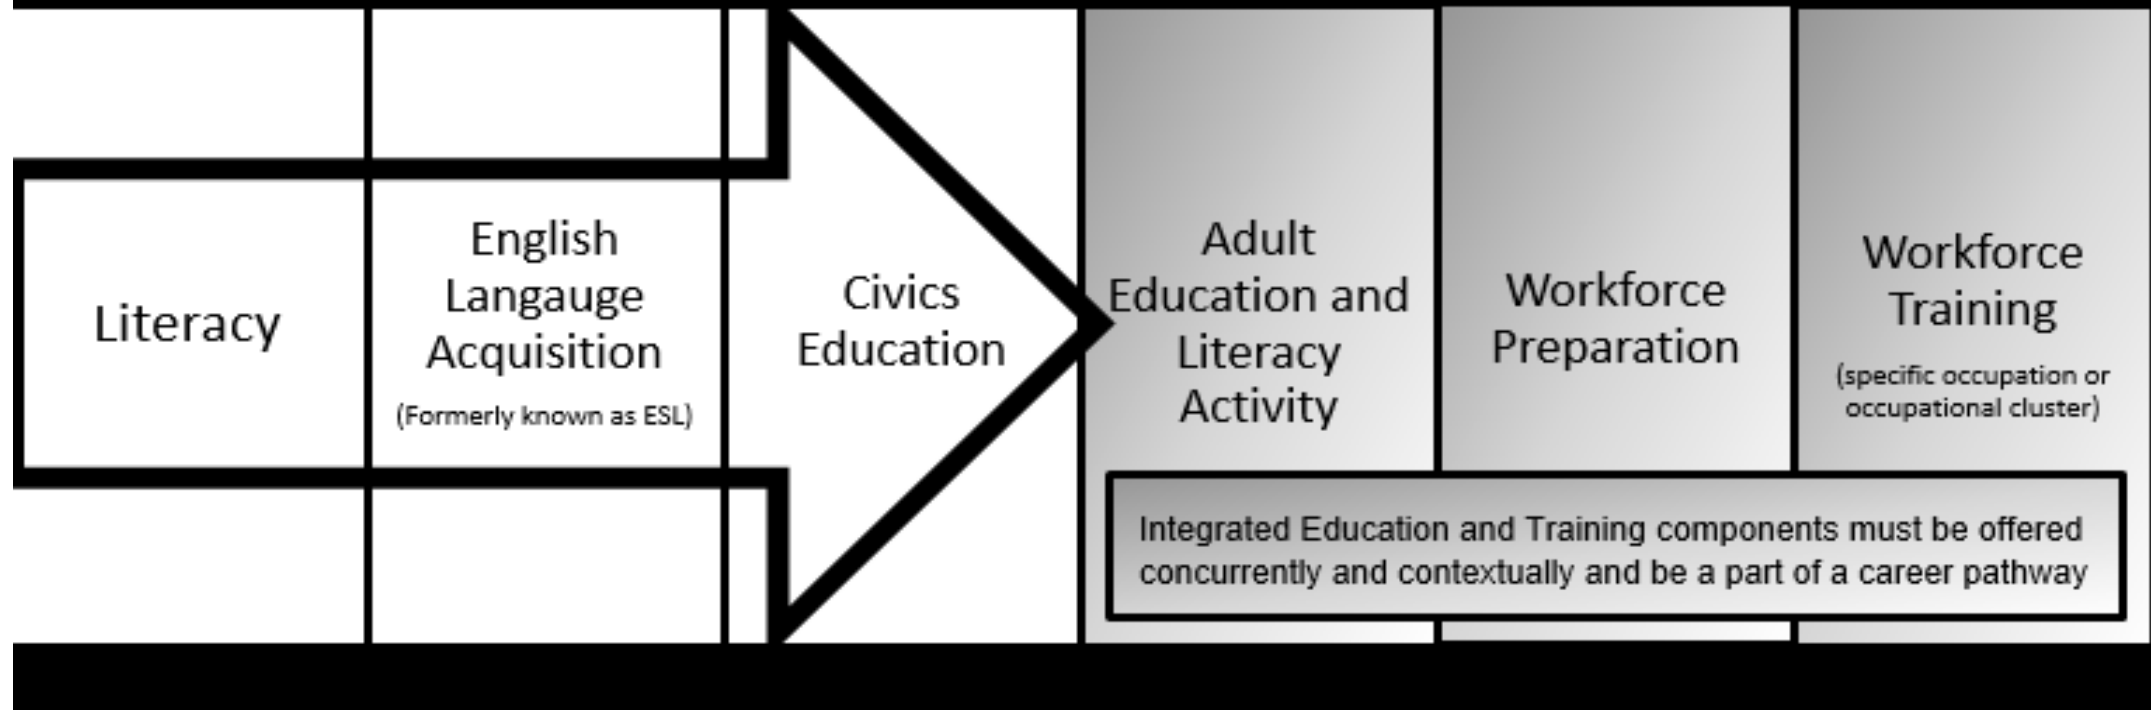 Literacy
English
Langauge
Acquisition
(Formerly known as ESL)
Civics
Education
Adult
Education and
Literacy
Activity
Workforce
Preparation
Workforce
Training
(specific occupation or
occupational cluster)
Integrated Education and Training components must be offered
concurrently and contextually and be a part of a career pathway